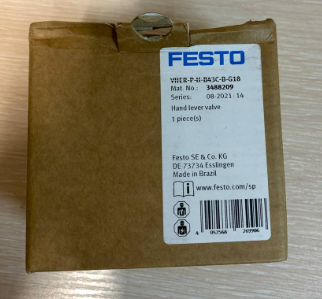 FESTO
VHER-P-H-B43C-B-G18
Mat. No.: 3488209
Series: 08-2021 14
Hand lever valve
1 piece(s)
Festo SE & Co. KG
DE 73734 Esslingen
Made in Brazil
www.festo.com/sp